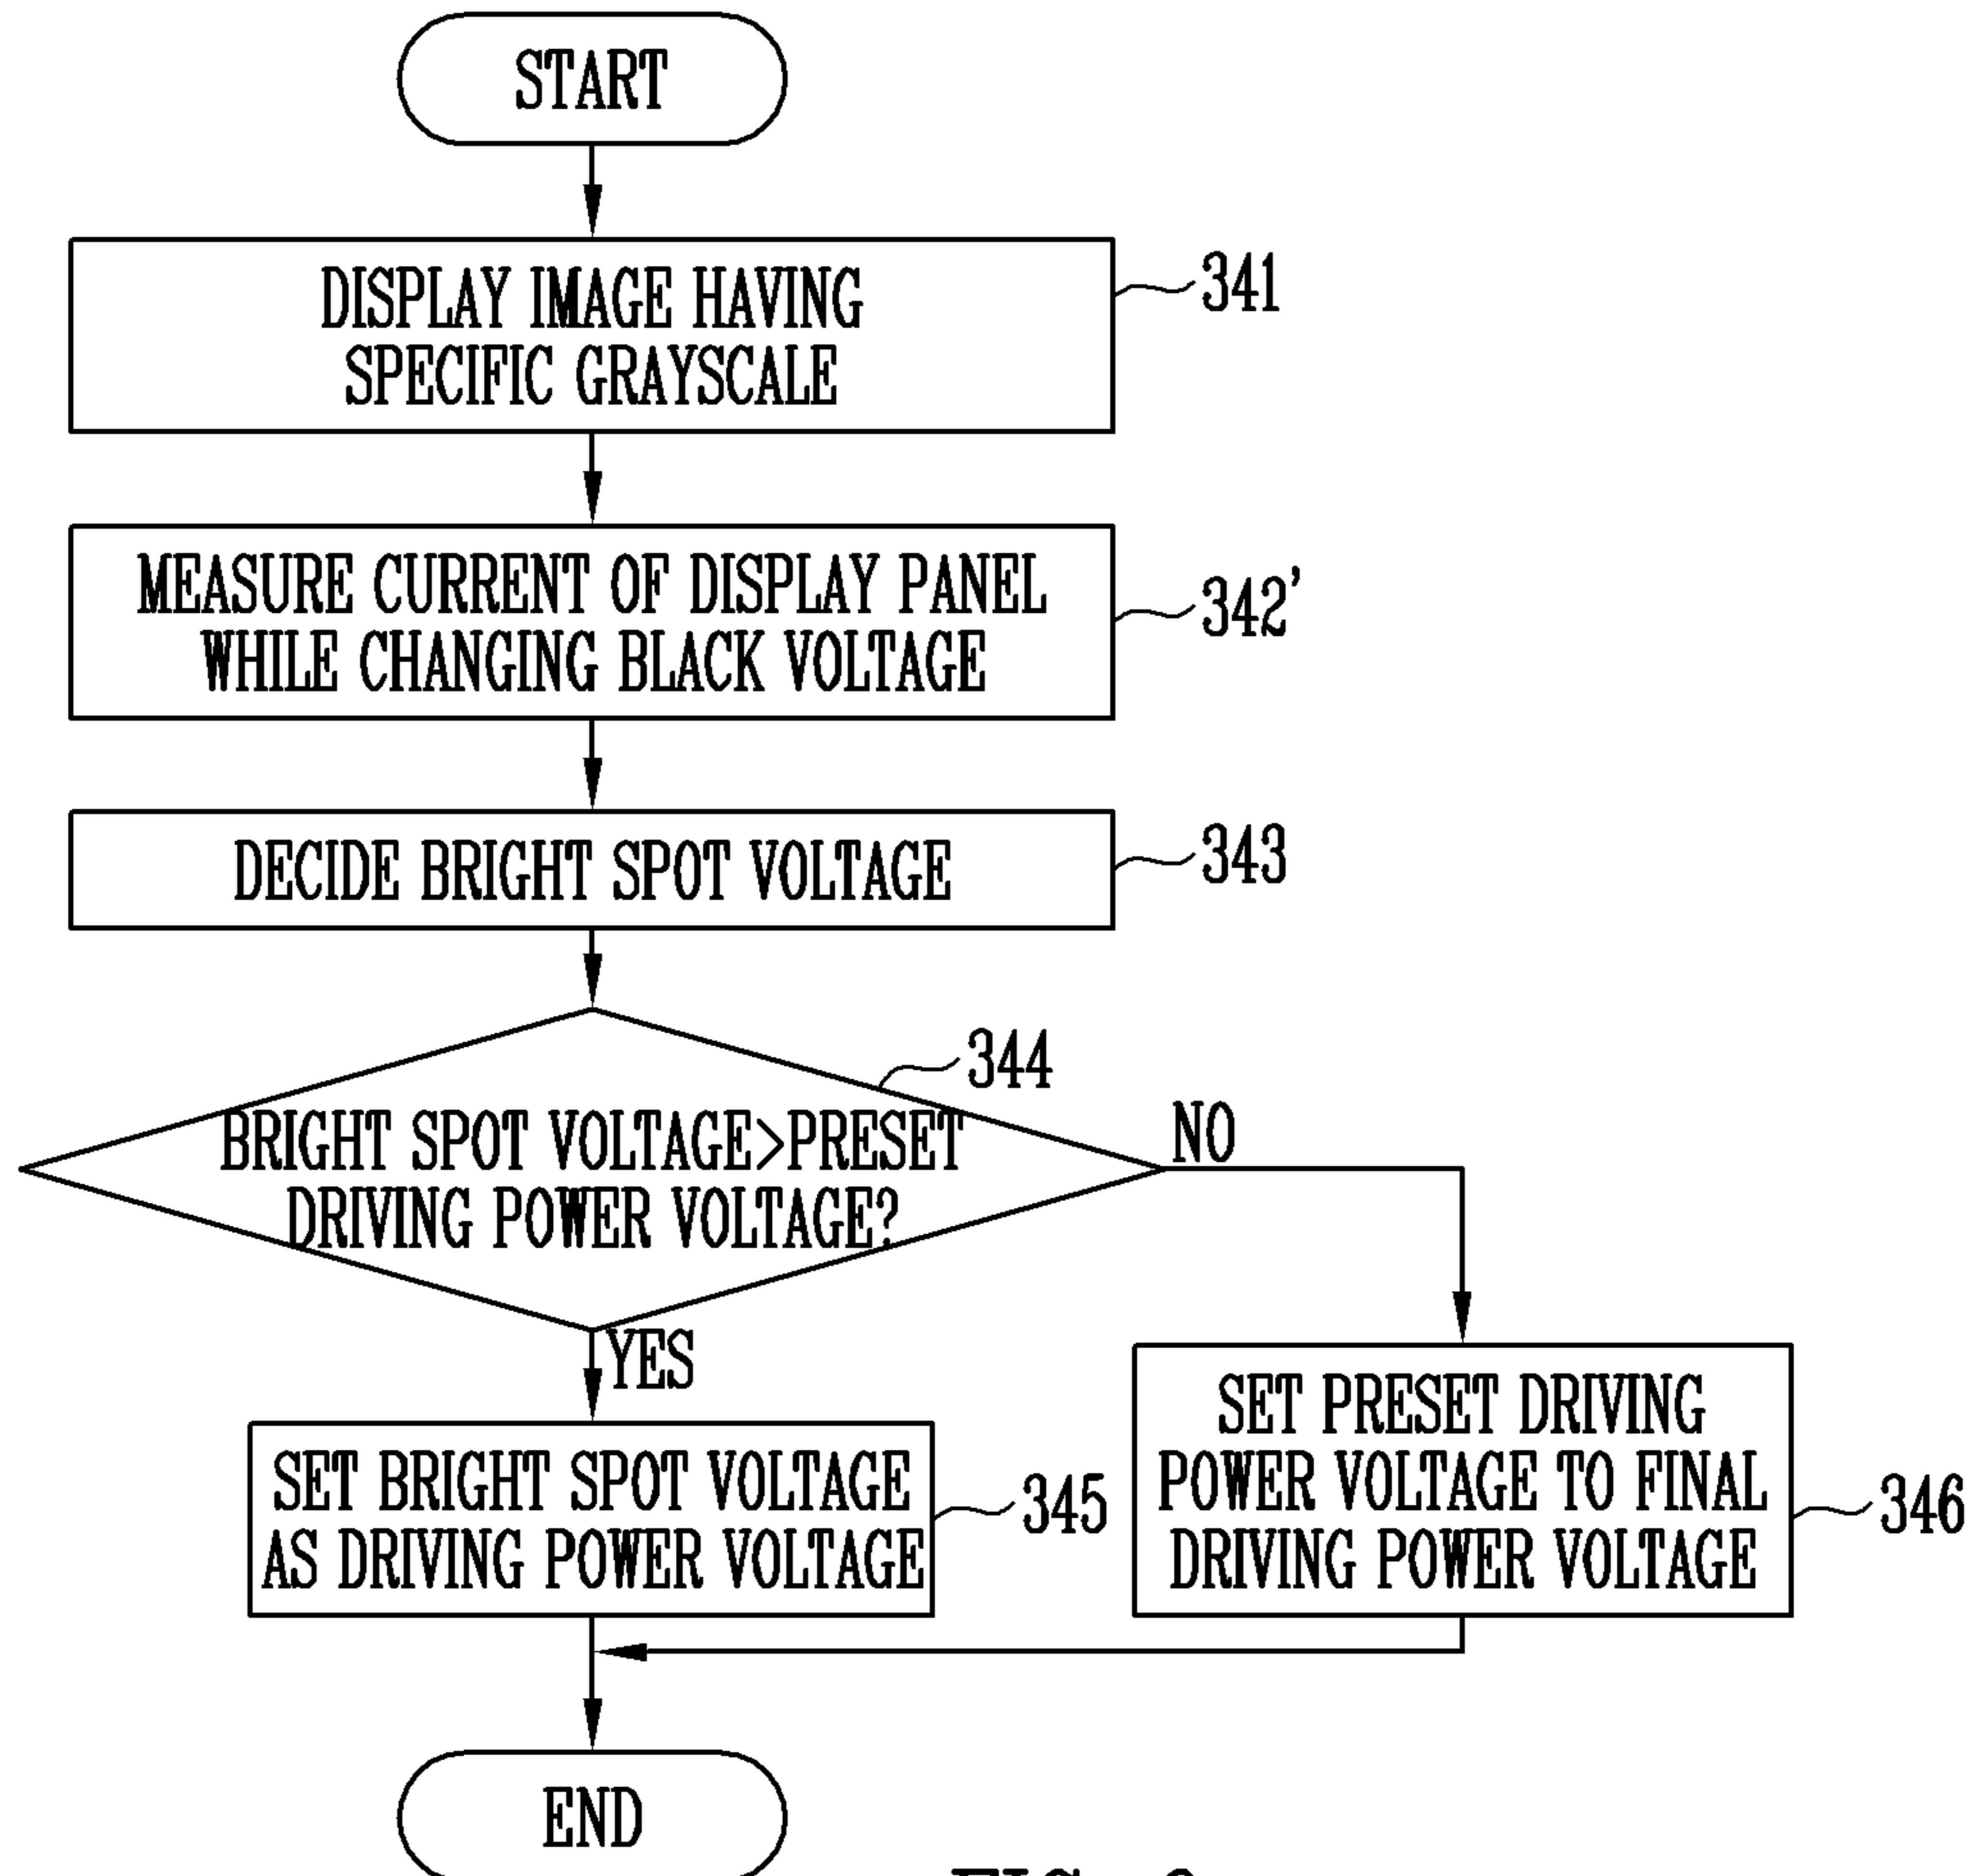 START
DISPLAY IMAGE HAVING
SPECIFIC GRAYSCALE
341
MEASURE CURRENT OF DISPLAY PANEL
WHILE CHANGING BLACK VOLTAGE
342'
DECIDE BRIGHT SPOT VOLTAGE
343
344
BRIGHT SPOT VOLTAGE>PRESET
DRIVING POWER VOLTAGE?
NO
YES
SET BRIGHT SPOT VOLTAGE
AS DRIVING POWER VOLTAGE
345
SET PRESET DRIVING
POWER VOLTAGE TO FINAL
DRIVING POWER VOLTAGE
346
END